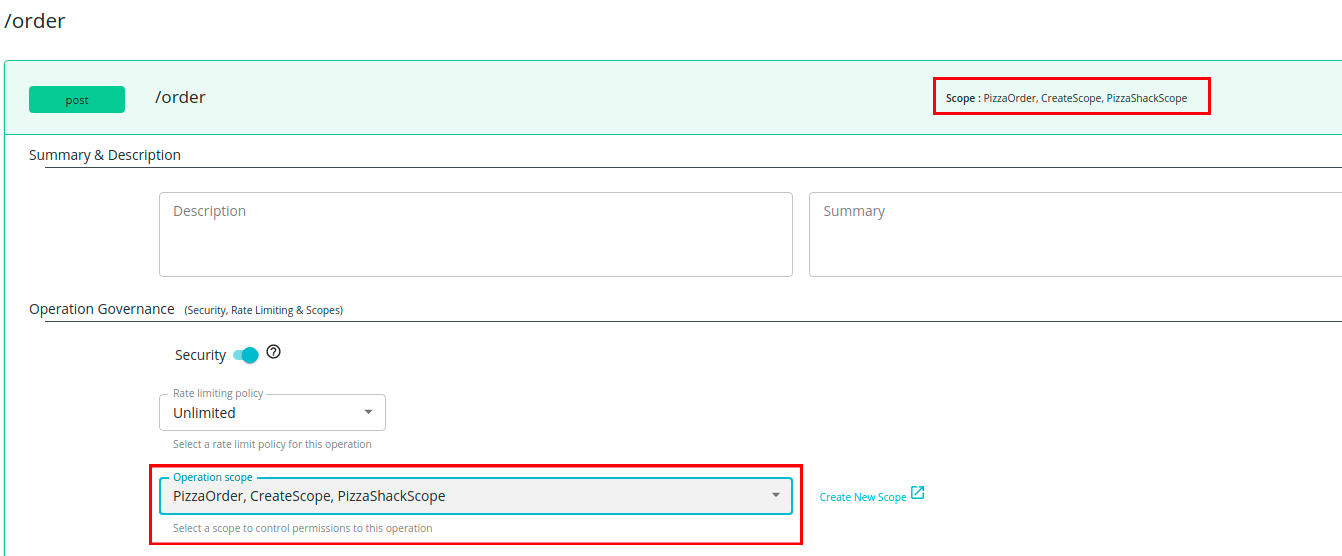 /order
post /order Scope : PizzaOrder, CreateScope, PizzaShackScope
Summary & Description
Description Summary
Operation Governance (Security, Rate Limiting & Scopes)
Security
Rate limiting policy
Unlimited
Select a rate limit policy for this operation
Operation scope
PizzaOrder, CreateScope, PizzaShackScope
Create New Scope
Select a scope to control permissions to this operation